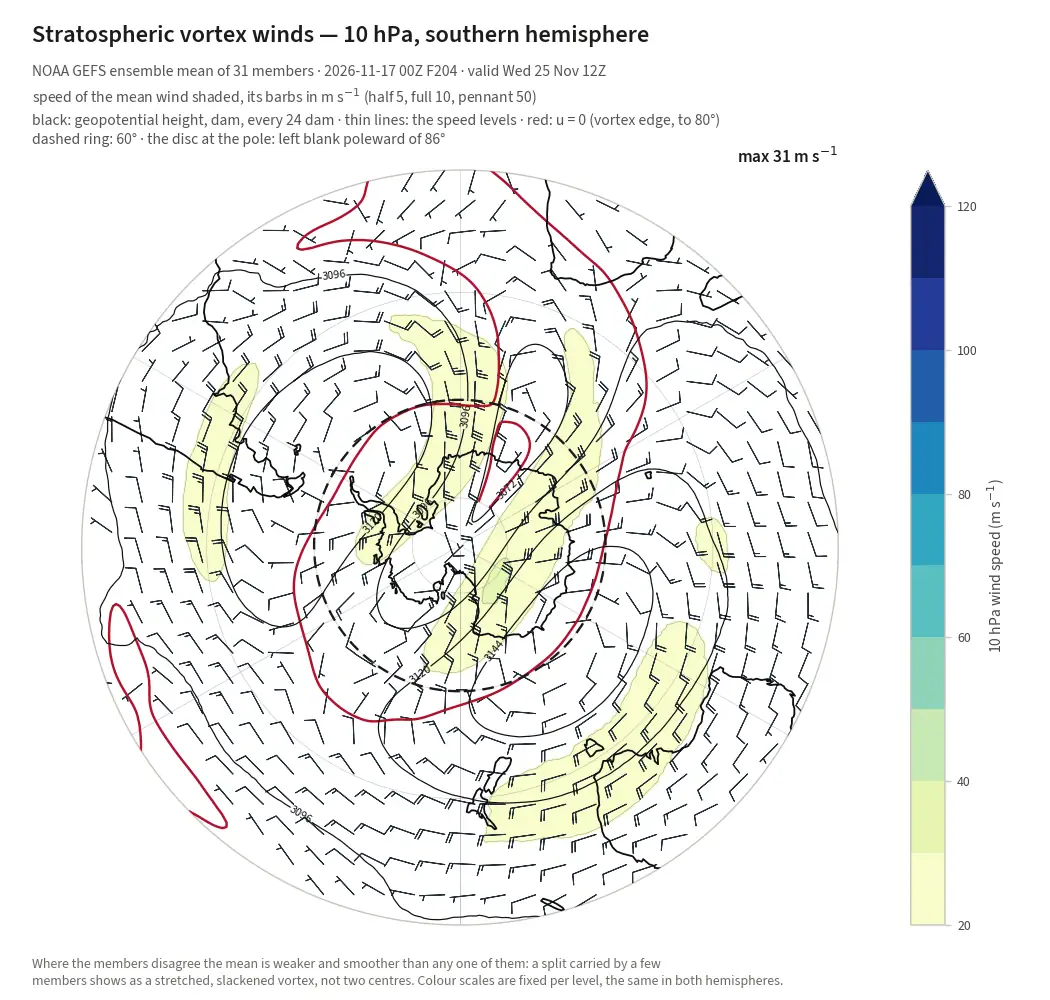 Stratospheric vortex winds — 10 hPa, southern hemisphere
NOAA GEFS ensemble mean of 31 members · 2026-11-17 00Z F204 · valid Wed 25 Nov 12Z
speed of the mean wind shaded, its barbs in m s⁻¹ (half 5, full 10, pennant 50)
black: geopotential height, dam, every 24 dam · thin lines: the speed levels · red: u = 0 (vortex edge, to 80°)
dashed ring: 60° · the disc at the pole: left blank poleward of 86°
max 31 m s⁻¹
3096
3096
3072
3144
3120
3096
120
100
80
60
40
20
10 hPa wind speed (m s⁻¹)
Where the members disagree the mean is weaker and smoother than any one of them: a split carried by a few
members shows as a stretched, slackened vortex, not two centres. Colour scales are fixed per level, the same in both hemispheres.